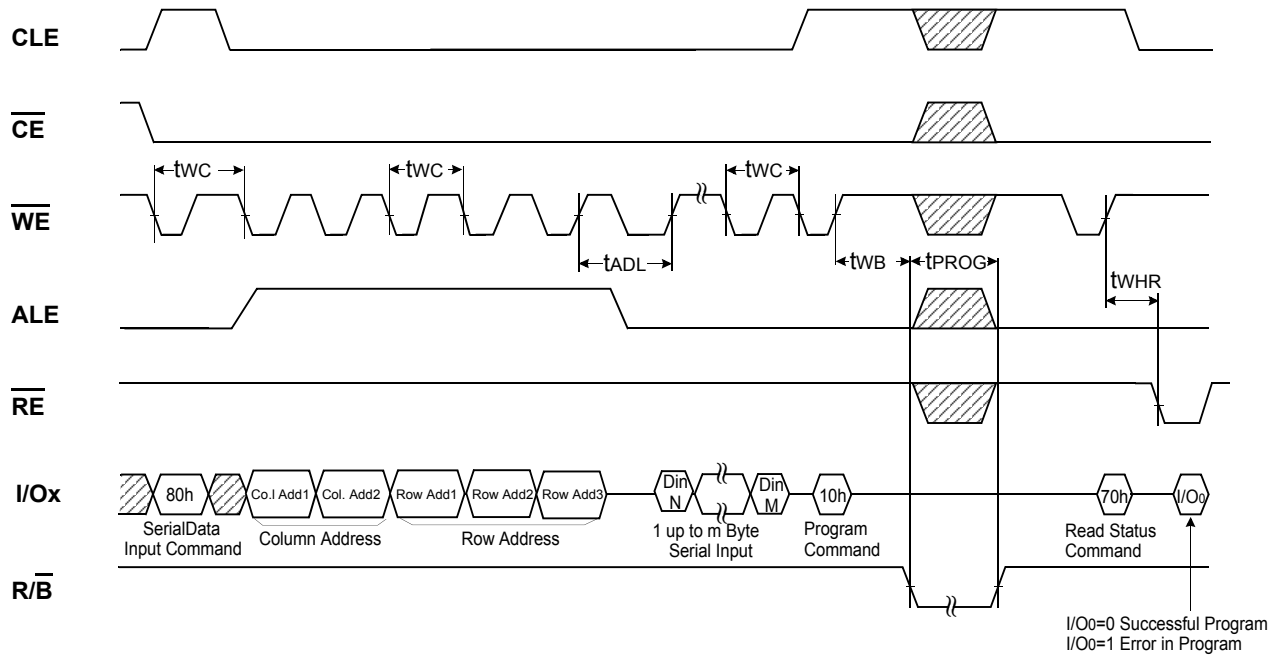 CLE
CE
tWC tWC tWC
WE
tADL tWB tPROG
tWHR
ALE
RE
I/Ox 80h Co.l Add1 Col. Add2 Row Add1 Row Add2 Row Add3 Din N Din M 10h 70h I/O0
SerialData Input Command
Column Address
Row Address
1 up to m Byte Serial Input
Program Command
Read Status Command
R/B
I/O0=0 Successful Program
I/O0=1 Error in Program